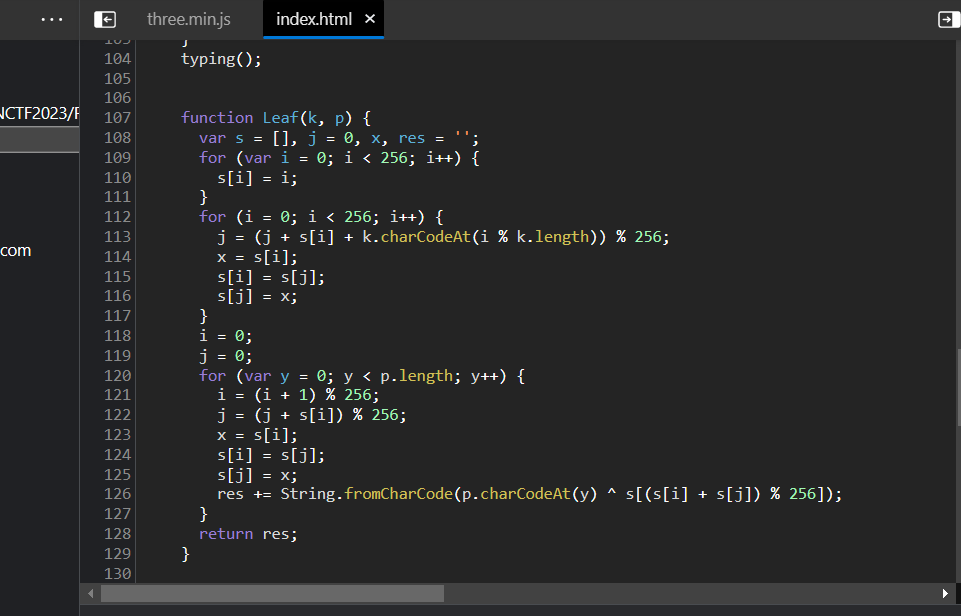 ··· three.min.js index.html ×
NCTF2023/F
com
104 typing();
105
106
107 function Leaf(k, p) {
108 var s = [], j = 0, x, res = '';
109 for (var i = 0; i < 256; i++) {
110 s[i] = i;
111 }
112 for (i = 0; i < 256; i++) {
113 j = (j + s[i] + k.charCodeAt(i % k.length)) % 256;
114 x = s[i];
115 s[i] = s[j];
116 s[j] = x;
117 }
118 i = 0;
119 j = 0;
120 for (var y = 0; y < p.length; y++) {
121 i = (i + 1) % 256;
122 j = (j + s[i]) % 256;
123 x = s[i];
124 s[i] = s[j];
125 s[j] = x;
126 res += String.fromCharCode(p.charCodeAt(y) ^ s[(s[i] + s[j]) % 256]);
127 }
128 return res;
129 }
130